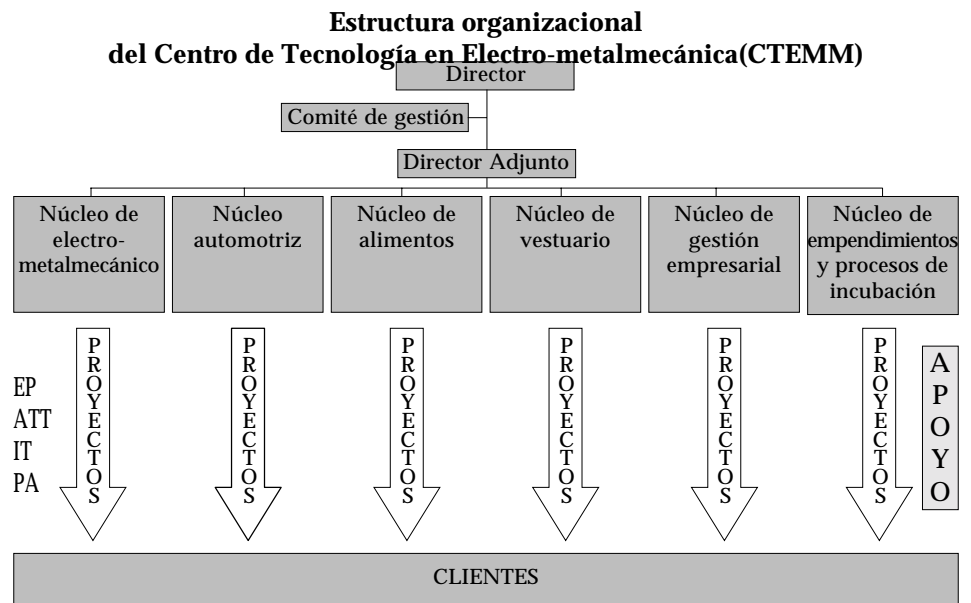 Estructura organizacional
del Centro de Tecnología en Electro-metalmecánica(CTEMM)
Director
Comité de gestión
Director Adjunto
Núcleo de
electro-
metalmecánico
Núcleo
automotriz
Núcleo de
alimentos
Núcleo de
vestuario
Núcleo de
gestión
empresarial
Núcleo de
empendimientos
y procesos de
incubación
EP
ATT
IT
PA
PROYECTOS
PROYECTOS
PROYECTOS
PROYECTOS
PROYECTOS
PROYECTOS
APOYO
CLIENTES